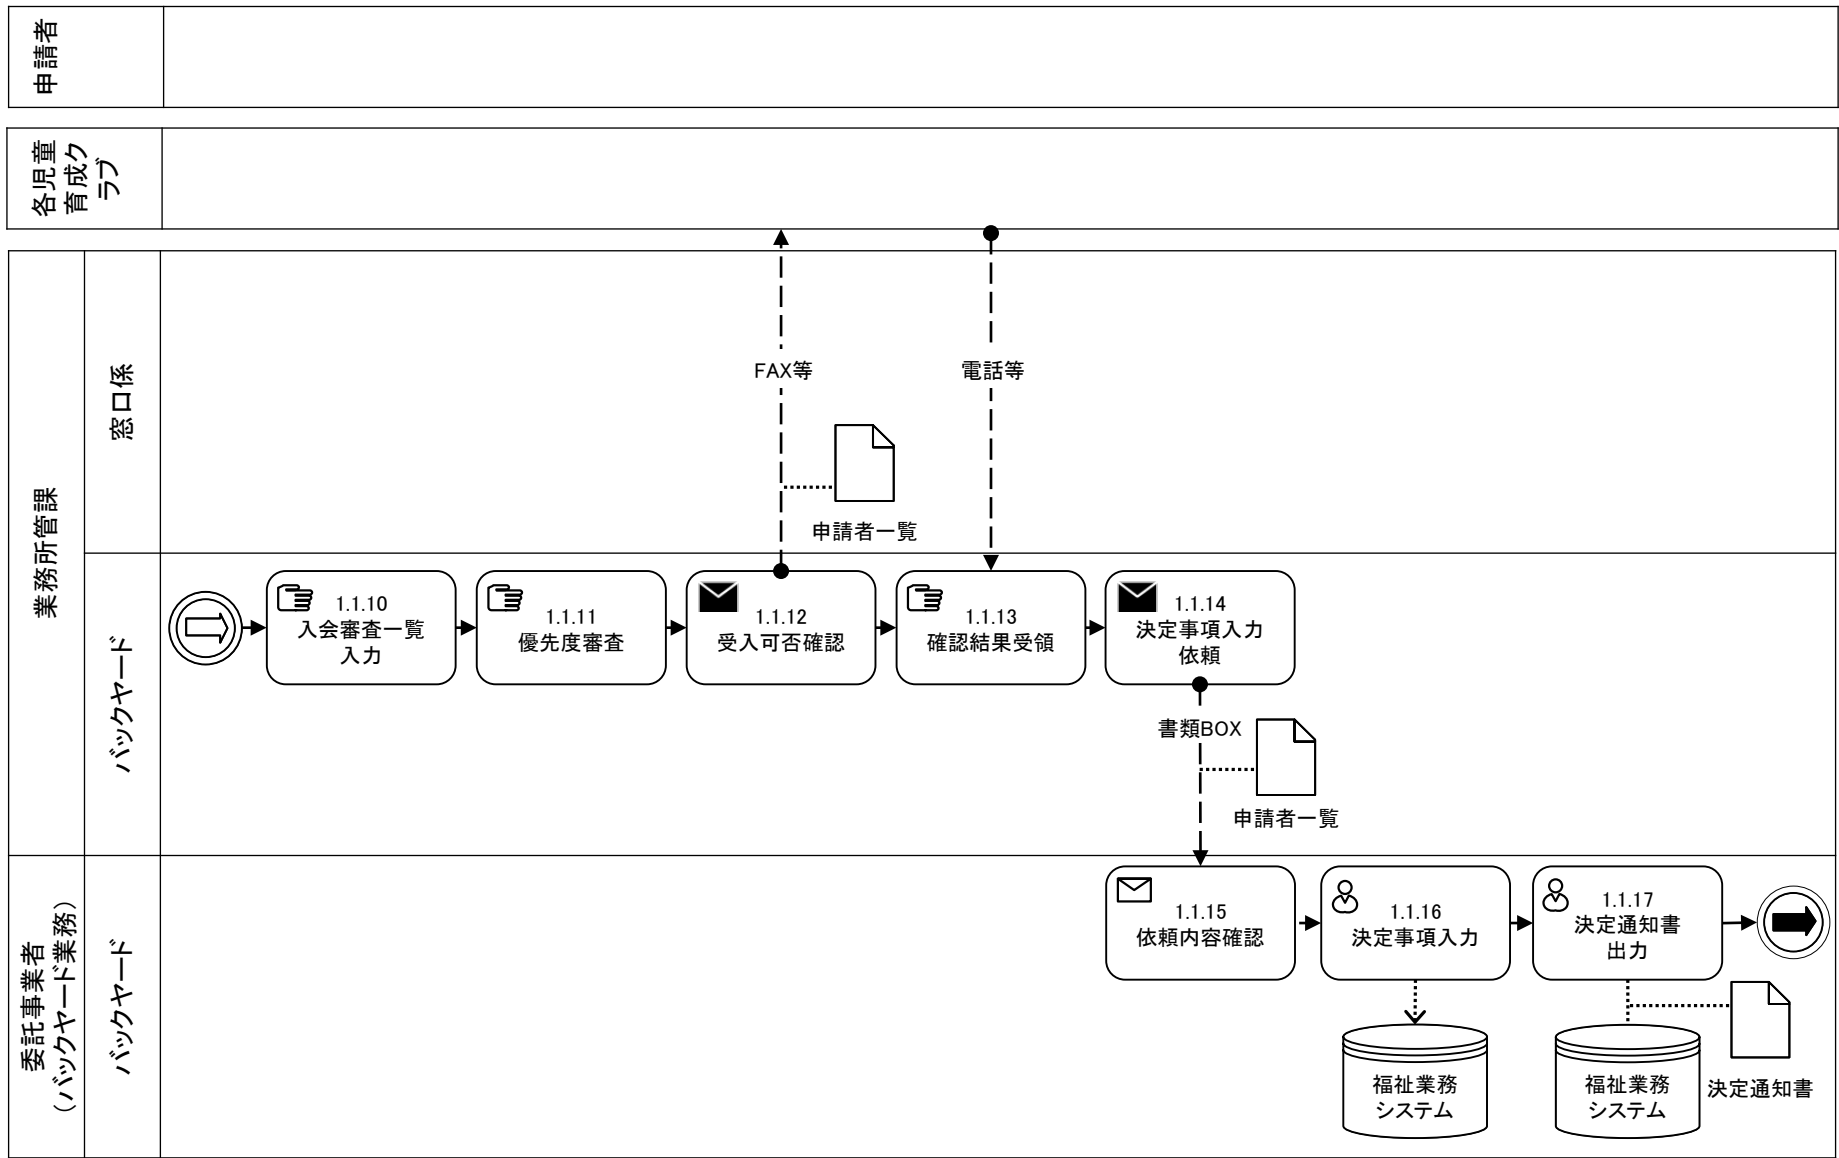 申請者
各児童
育成ク
ラブ
業務所管課
窓口係
FAX等
電話等
申請者一覧
バックヤード
1.1.10
入会審査一覧
入力
1.1.11
優先度審査
1.1.12
受入可否確認
1.1.13
確認結果受領
1.1.14
決定事項入力
依頼
書類BOX
申請者一覧
委託事業者
（バックヤード業務）
バックヤード
1.1.15
依頼内容確認
1.1.16
決定事項入力
1.1.17
決定通知書
出力
福祉業務
システム
福祉業務
システム
決定通知書